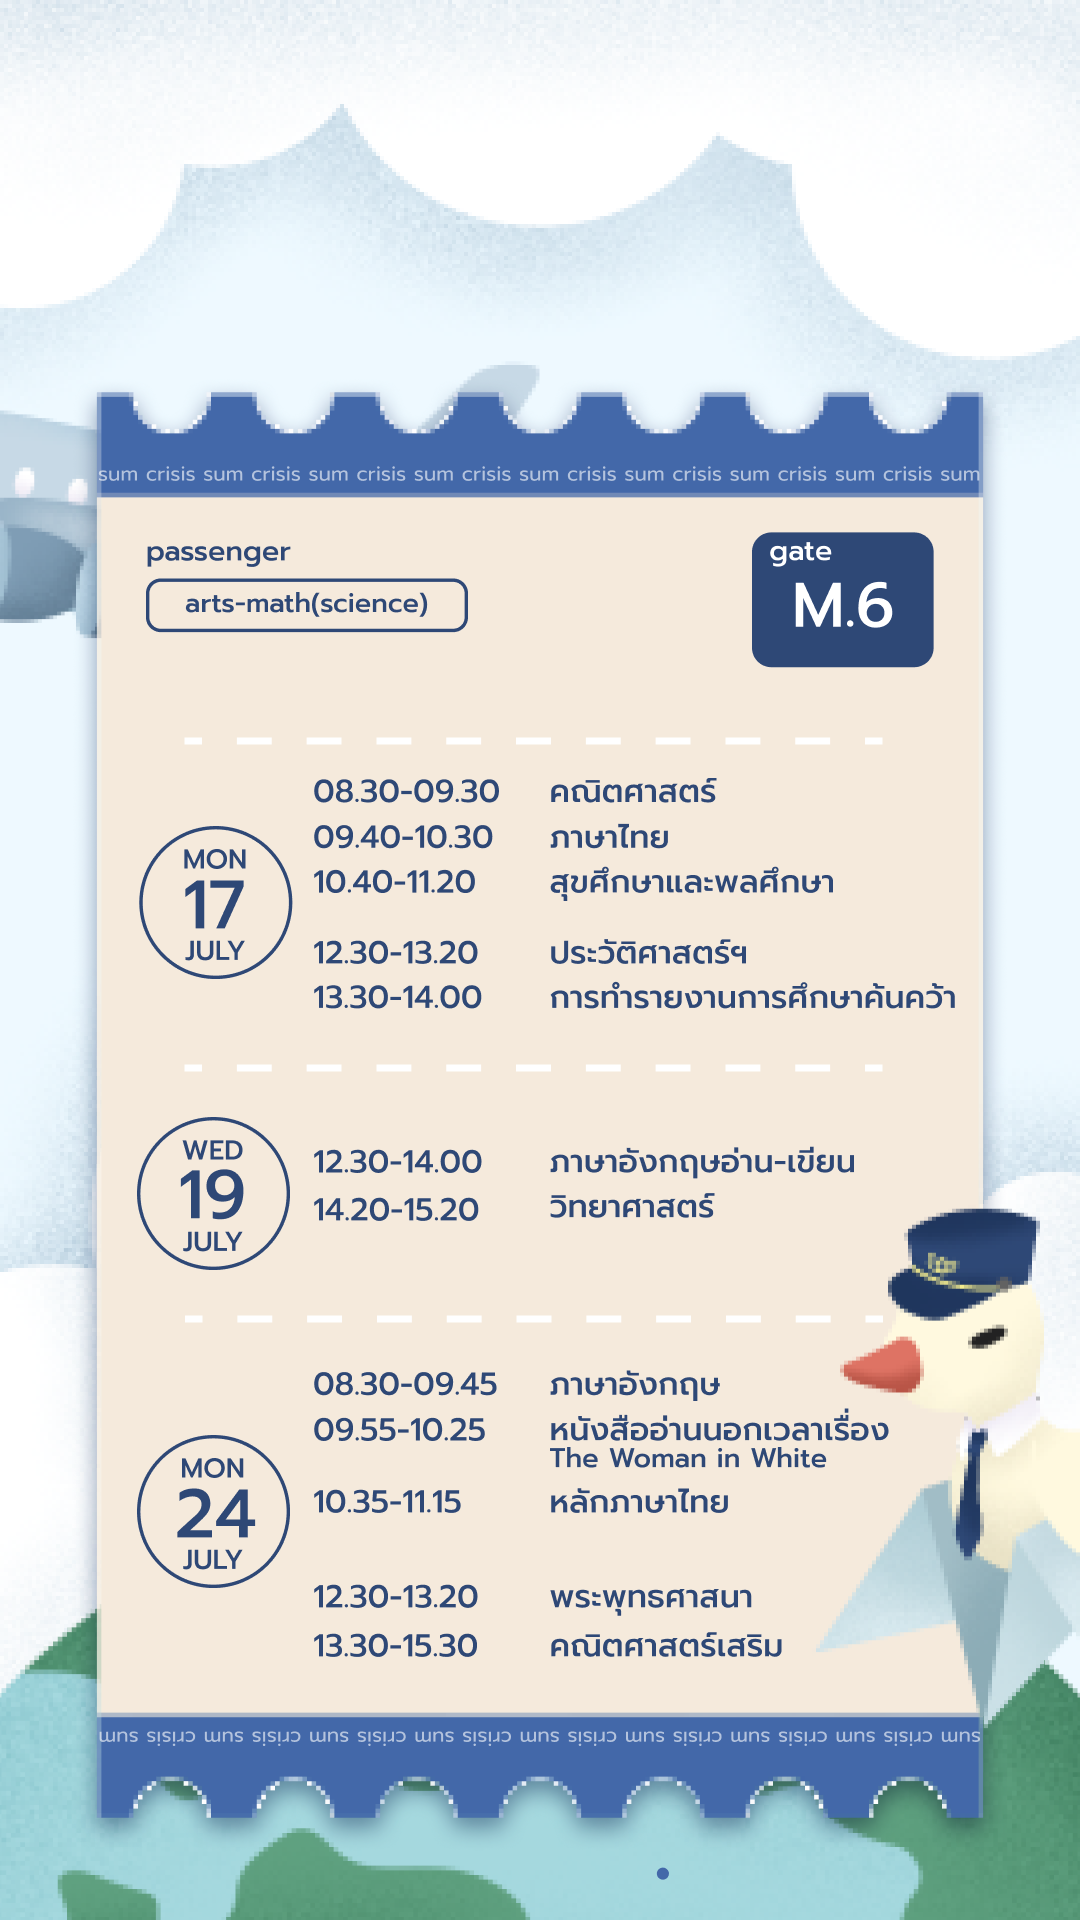 sum crisis sum crisis sum crisis sum crisis sum crisis sum crisis sum crisis sum crisis sum
passenger
arts-math(science)
gate
M.6
MON
17
JULY
08.30-09.30 คณิตศาสตร์
09.40-10.30 ภาษาไทย
10.40-11.20 สุขศึกษาและพลศึกษา
12.30-13.20 ประวัติศาสตร์ฯ
13.30-14.00 การทำรายงานการศึกษาค้นคว้า
WED
19
JULY
12.30-14.00 ภาษาอังกฤษอ่าน-เขียน
14.20-15.20 วิทยาศาสตร์
MON
24
JULY
08.30-09.45 ภาษาอังกฤษ
09.55-10.25 หนังสืออ่านนอกเวลาเรื่อง
The Woman in White
10.35-11.15 หลักภาษาไทย
12.30-13.20 พระพุทธศาสนา
13.30-15.30 คณิตศาสตร์เสริม
sum crisis sum crisis sum crisis sum crisis sum crisis sum crisis sum crisis sum crisis sum